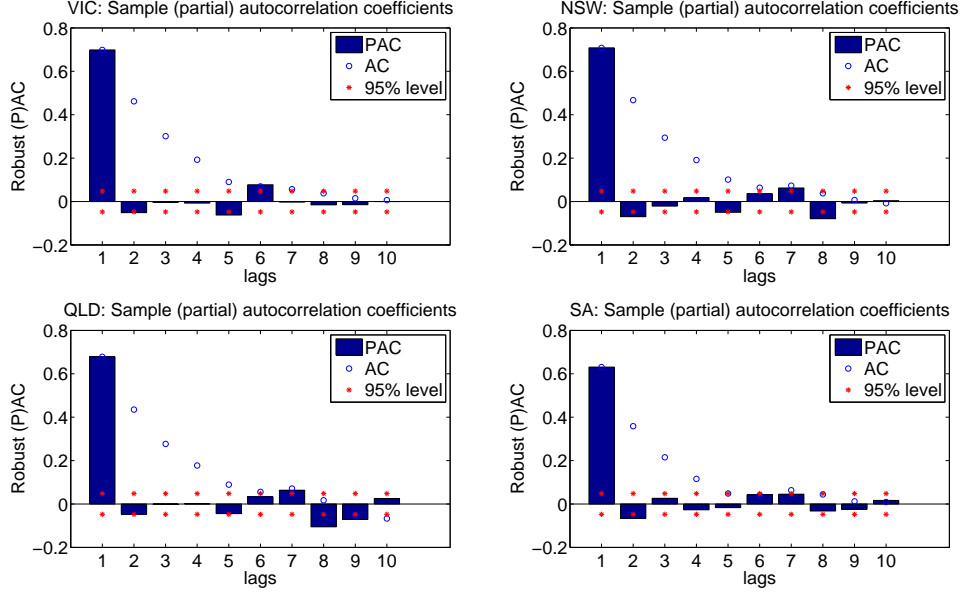 VIC: Sample (partial) autocorrelation coefficients
0.8
0.6
0.4
0.2
0
−0.2
Robust (P)AC
PAC
AC
95% level
1 2 3 4 5 6 7 8 9 10
lags
NSW: Sample (partial) autocorrelation coefficients
0.8
0.6
0.4
0.2
0
−0.2
Robust (P)AC
PAC
AC
95% level
1 2 3 4 5 6 7 8 9 10
lags
QLD: Sample (partial) autocorrelation coefficients
0.8
0.6
0.4
0.2
0
−0.2
Robust (P)AC
PAC
AC
95% level
1 2 3 4 5 6 7 8 9 10
lags
SA: Sample (partial) autocorrelation coefficients
0.8
0.6
0.4
0.2
0
−0.2
Robust (P)AC
PAC
AC
95% level
1 2 3 4 5 6 7 8 9 10
lags